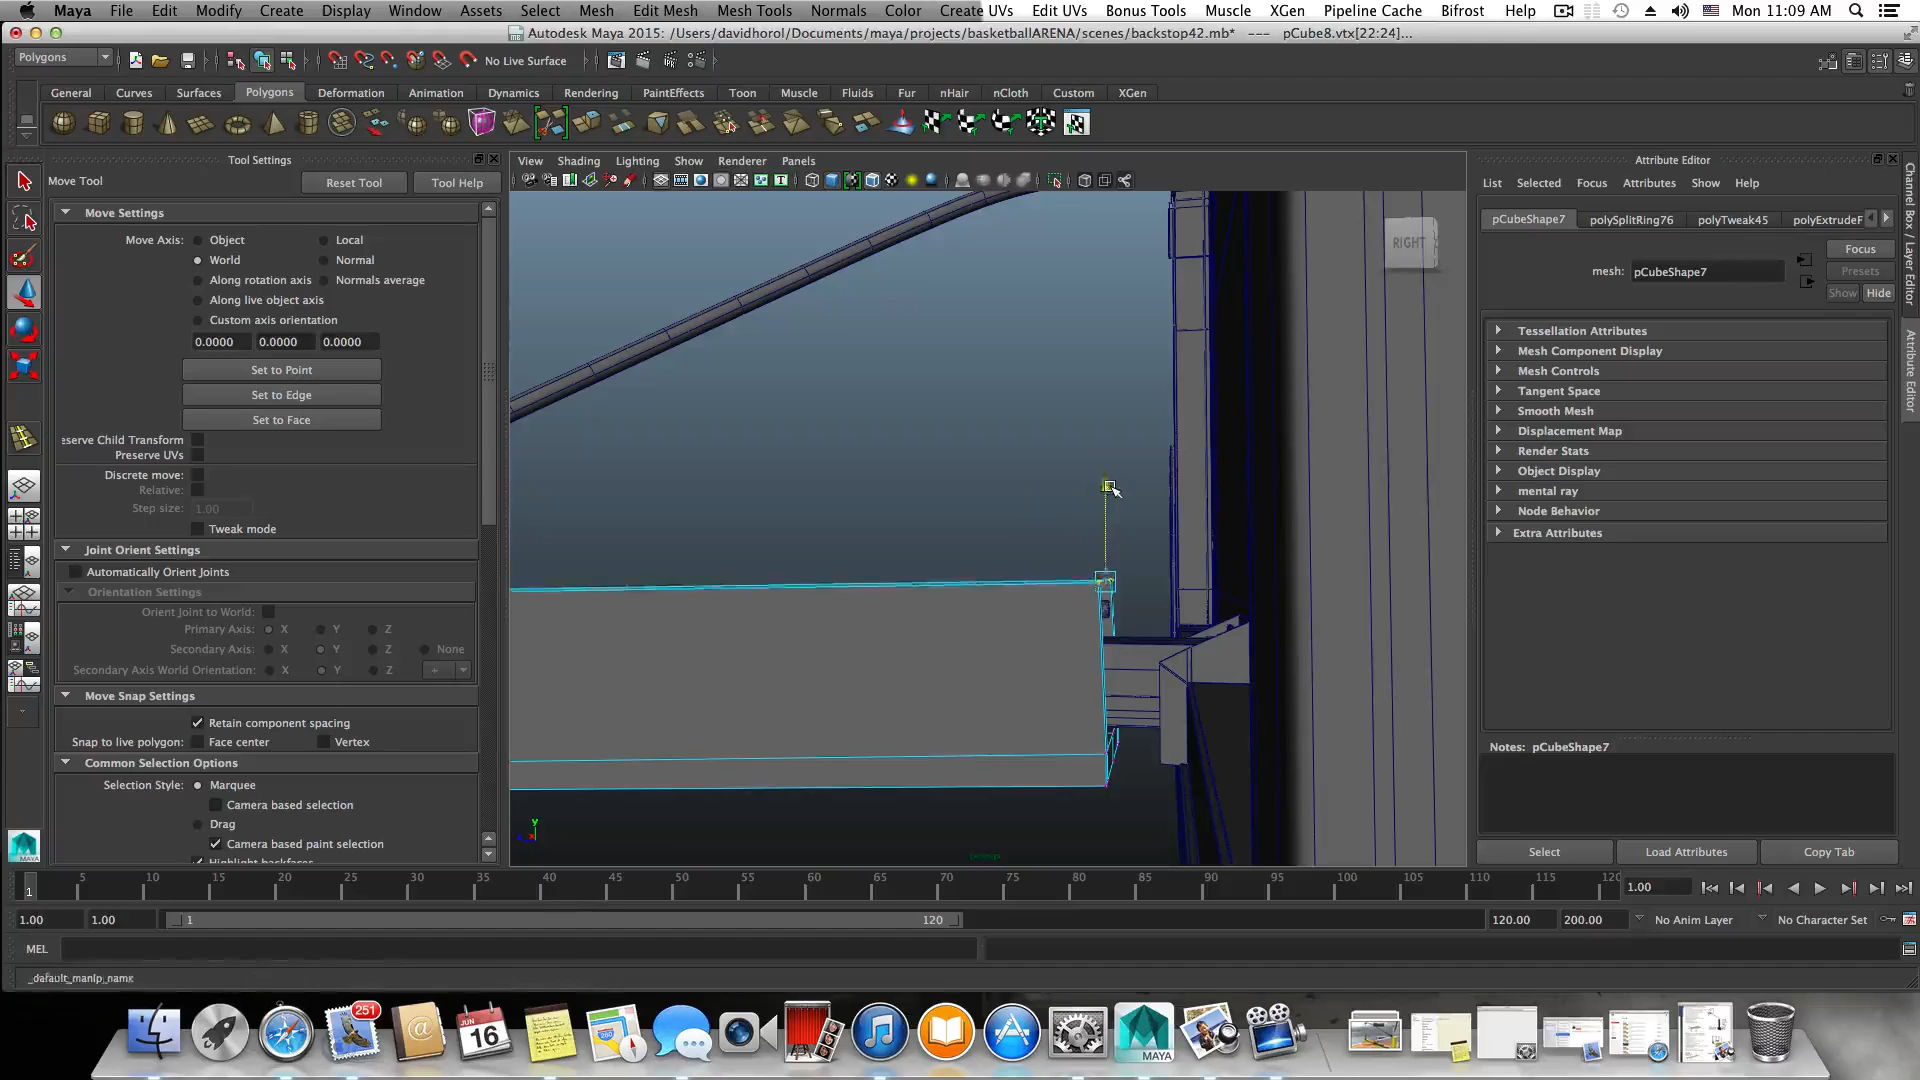 Maya File Edit Modify Create Display Window Assets Select Mesh Edit Mesh Mesh Tools Normals Color Create UVs Edit UVs Bonus Tools Muscle XGen Pipeline Cache Bifrost Help Mon 11:09 AM
Autodesk Maya 2015: /Users/davidhorol/Documents/maya/projects/basketballARENA/scenes/backstop42.mb* --- pCube8.vtx[22:24]...
Polygons No Live Surface
General Curves Surfaces Polygons Deformation Animation Dynamics Rendering PaintEffects Toon Muscle Fluids Fur nHair nCloth Custom XGen
Tool Settings
Move Tool Reset Tool Tool Help
Move Settings
Move Axis: Object Local
World Normal
Along rotation axis Normals average
Along live object axis
Custom axis orientation
0.0000 0.0000 0.0000
Set to Point
Set to Edge
Set to Face
eserve Child Transform
Preserve UVs
Discrete move:
Relative:
Step size: 1.00
Tweak mode
Joint Orient Settings
Automatically Orient Joints
Orientation Settings
Orient Joint to World:
Primary Axis: X Y Z
Secondary Axis: X Y Z None
Secondary Axis World Orientation: X Y Z +
Move Snap Settings
Retain component spacing
Snap to live polygon: Face center Vertex
Common Selection Options
Selection Style: Marquee
Camera based selection
Drag
Camera based paint selection
Highlight backfaces
View Shading Lighting Show Renderer Panels
RIGHT
y
x
persp
Attribute Editor
List Selected Focus Attributes Show Help
pCubeShape7 polySplitRing76 polyTweak45 polyExtrudeF
Focus
mesh: pCubeShape7 Presets
Show Hide
Tessellation Attributes
Mesh Component Display
Mesh Controls
Tangent Space
Smooth Mesh
Displacement Map
Render Stats
Object Display
mental ray
Node Behavior
Extra Attributes
Notes: pCubeShape7
Select Load Attributes Copy Tab
Channel Box / Layer Editor
Attribute Editor
1 5 10 15 20 25 30 35 40 45 50 55 60 65 70 75 80 85 90 95 100 105 110 115 120 1.00
1.00 1.00 1 120 120.00 200.00 No Anim Layer No Character Set
MEL
_default_manip_name
251
JUN
16
MAYA
MAYA